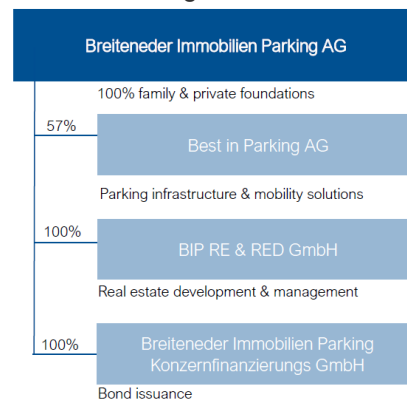 Breiteneder Immobilien Parking AG
100% family & private foundations
57%
Best in Parking AG
Parking infrastructure & mobility solutions
100%
BIP RE & RED GmbH
Real estate development & management
100%
Breiteneder Immobilien Parking
Konzernfinanzierungs GmbH
Bond issuance